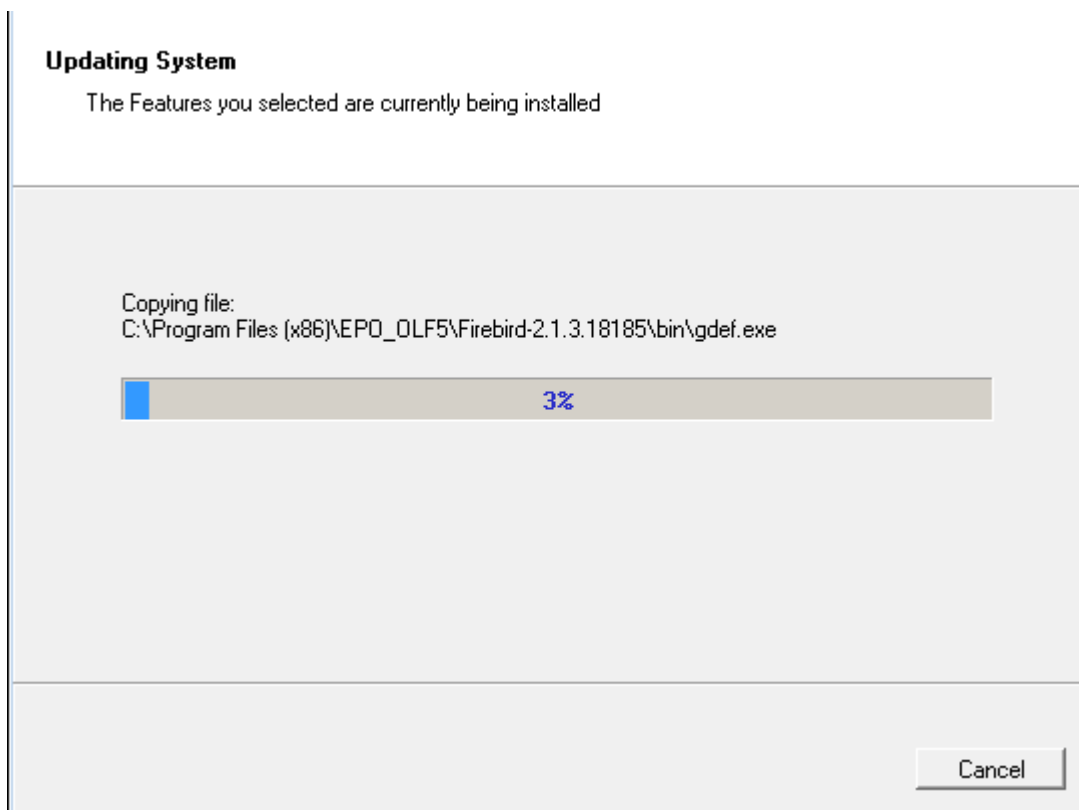 Updating System
The Features you selected are currently being installed
Copying file:
C:\Program Files (x86)\EPO_OLF5\Firebird-2.1.3.18185\bin\gdef.exe
3%
Cancel